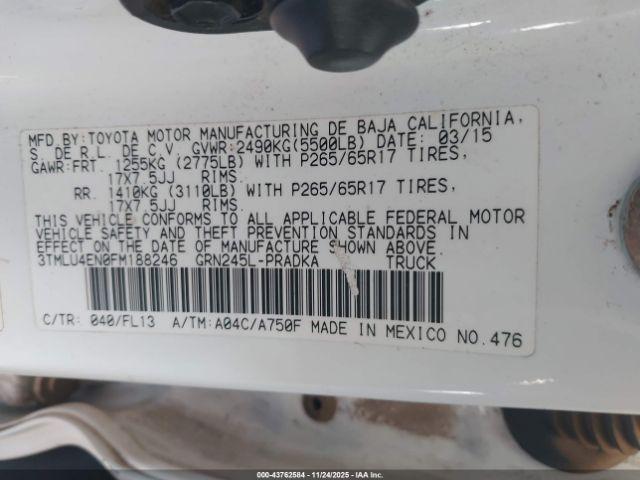 MFD.BY:TOYOTA MOTOR MANUFACTURING DE BAJA CALIFORNIA,
S. DE R.L. DE C.V. GVWR:2490KG(5500LB) DATE: 03/15
GAWR:FRT. 1255KG (2775LB) WITH P265/65R17 TIRES,
17X7.5JJ RIMS.
RR. 1410KG (3110LB) WITH P265/65R17 TIRES,
17X7.5JJ RIMS.
THIS VEHICLE CONFORMS TO ALL APPLICABLE FEDERAL MOTOR
VEHICLE SAFETY AND THEFT PREVENTION STANDARDS IN
EFFECT ON THE DATE OF MANUFACTURE SHOWN ABOVE.
3TMLU4EN0FM188246 GRN245L-PRADKA TRUCK
C/TR: 040/FL13 A/TM:A04C/A750F MADE IN MEXICO NO.476
000-43762584 - 11/24/2025 - IAAI.COM